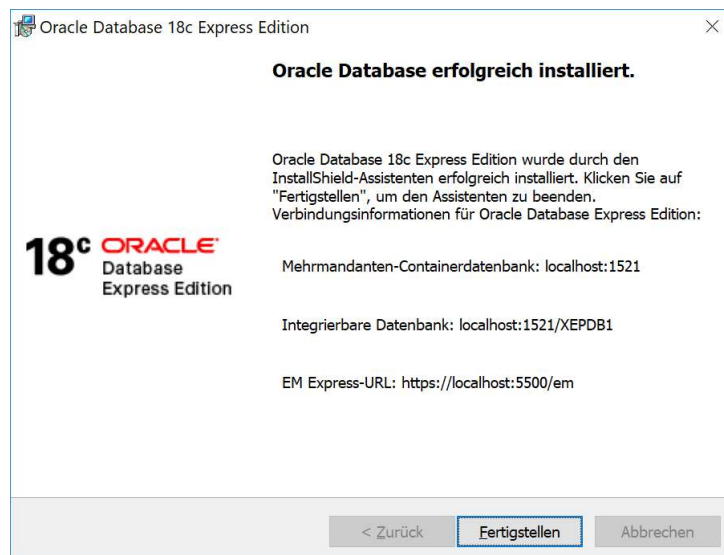 Oracle Database 18c Express Edition
Oracle Database erfolgreich installiert.
Oracle Database 18c Express Edition wurde durch den
InstallShield-Assistenten erfolgreich installiert. Klicken Sie auf
"Fertigstellen", um den Assistenten zu beenden.
Verbindungsinformationen für Oracle Database Express Edition:
18c ORACLE
Database
Express Edition
Mehrmandanten-Containerdatenbank: localhost:1521
Integrierbare Datenbank: localhost:1521/XEPDB1
EM Express-URL: https://localhost:5500/em
< Zurück Fertigstellen Abbrechen